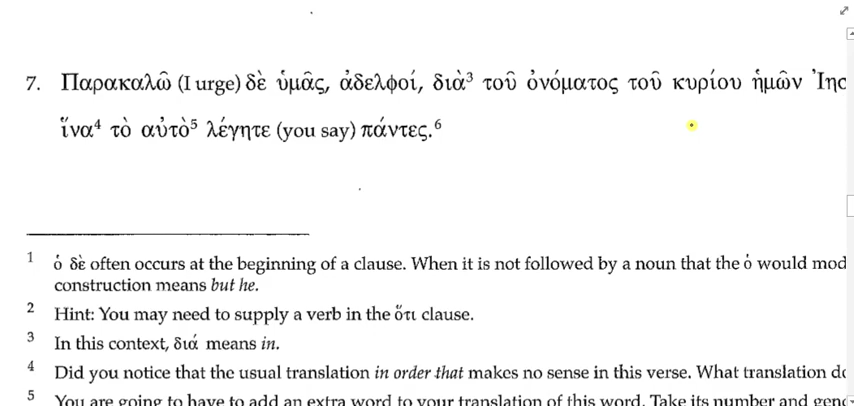 7. Παρακαλῶ (I urge) δὲ ὑμᾶς, ἀδελφοί, διὰ³ τοῦ ὀνόματος τοῦ κυρίου ἡμῶν Ἰησ
ἵνα⁴ τὸ αὐτὸ⁵ λέγητε (you say) πάντες.⁶
1 ὁ δὲ often occurs at the beginning of a clause. When it is not followed by a noun that the ὁ would mod
construction means but he.
2 Hint: You may need to supply a verb in the ὅτι clause.
3 In this context, διά means in.
4 Did you notice that the usual translation in order that makes no sense in this verse. What translation do
5 You are going to have to add an extra word to your translation of this word. Take its number and gend